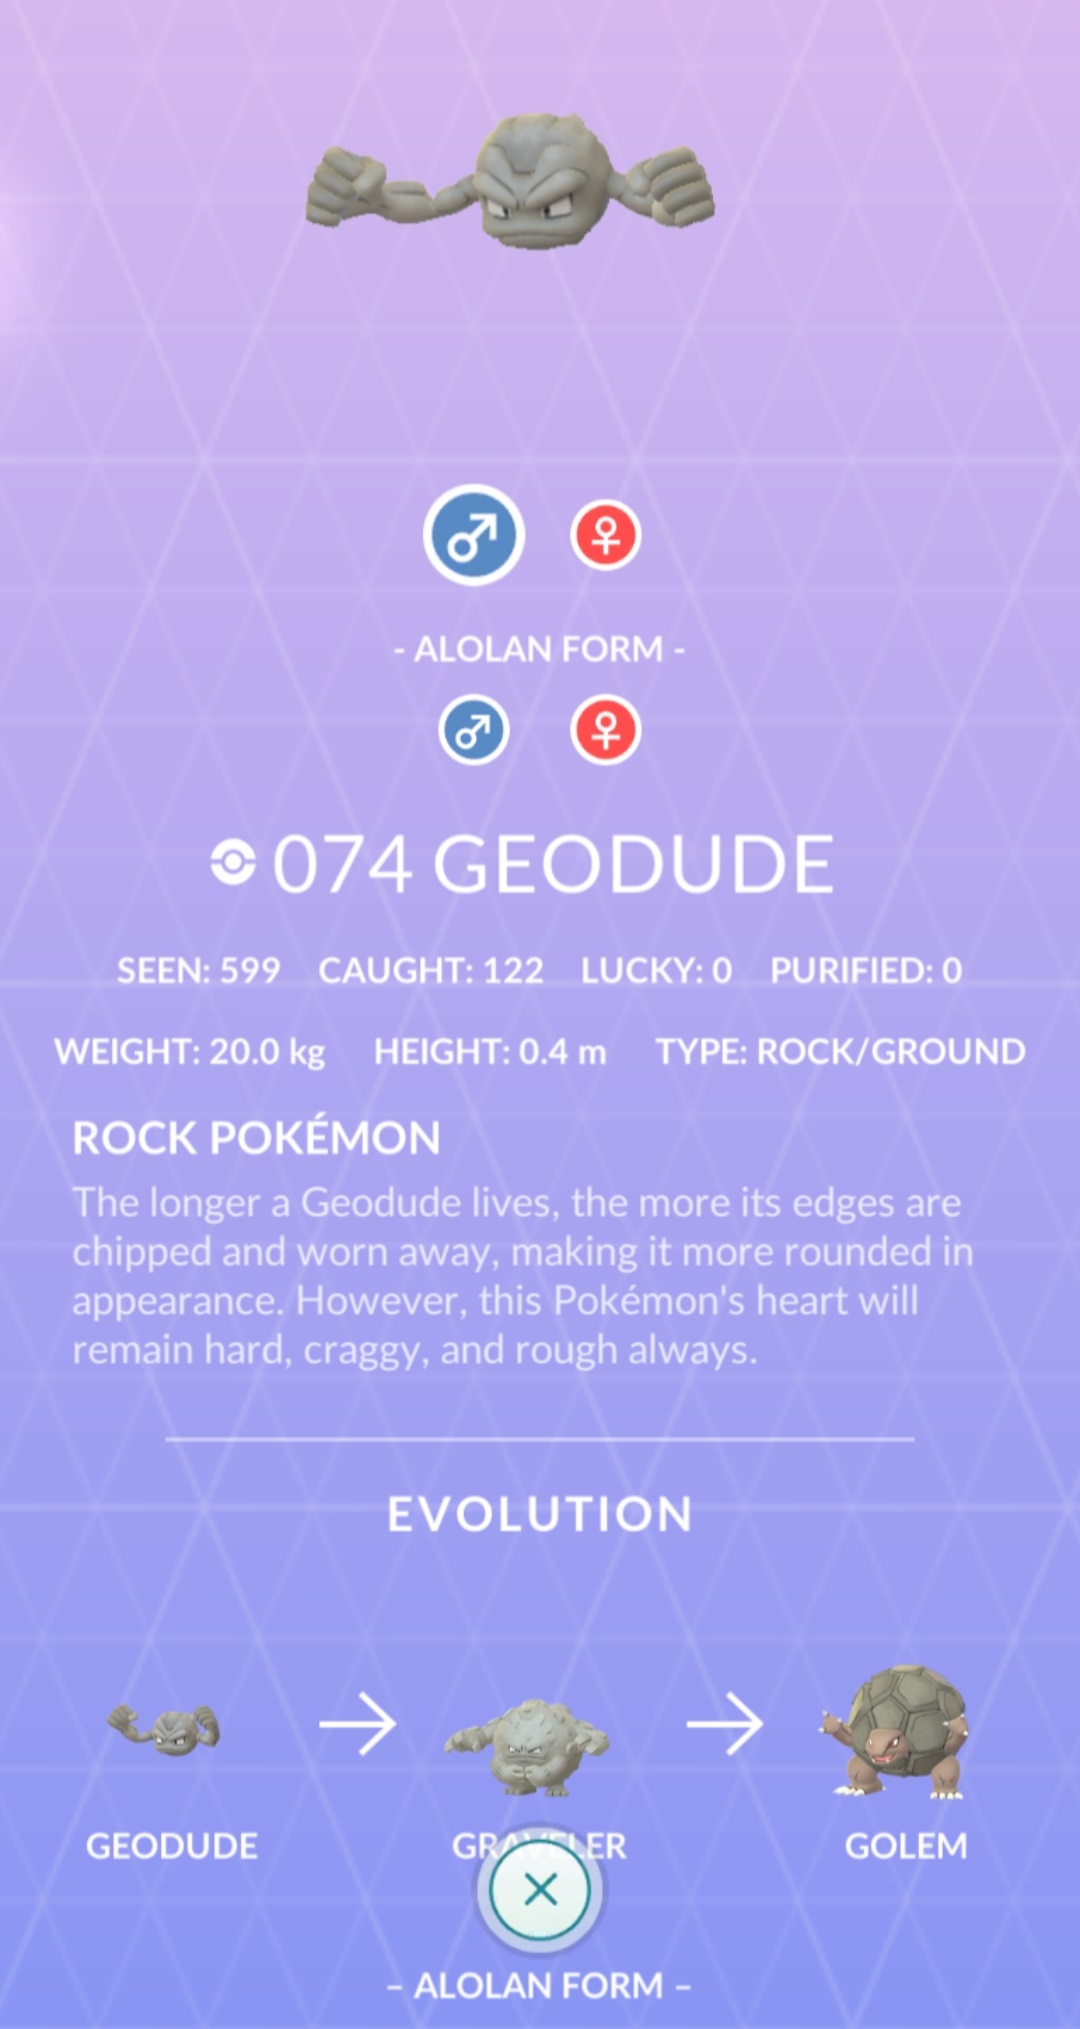 - ALOLAN FORM -
074 GEODUDE
SEEN: 599 CAUGHT: 122 LUCKY: 0 PURIFIED: 0
WEIGHT: 20.0 kg HEIGHT: 0.4 m TYPE: ROCK/GROUND
ROCK POKÉMON
The longer a Geodude lives, the more its edges are
chipped and worn away, making it more rounded in
appearance. However, this Pokémon's heart will
remain hard, craggy, and rough always.
EVOLUTION
GEODUDE GRAVELER GOLEM
– ALOLAN FORM –